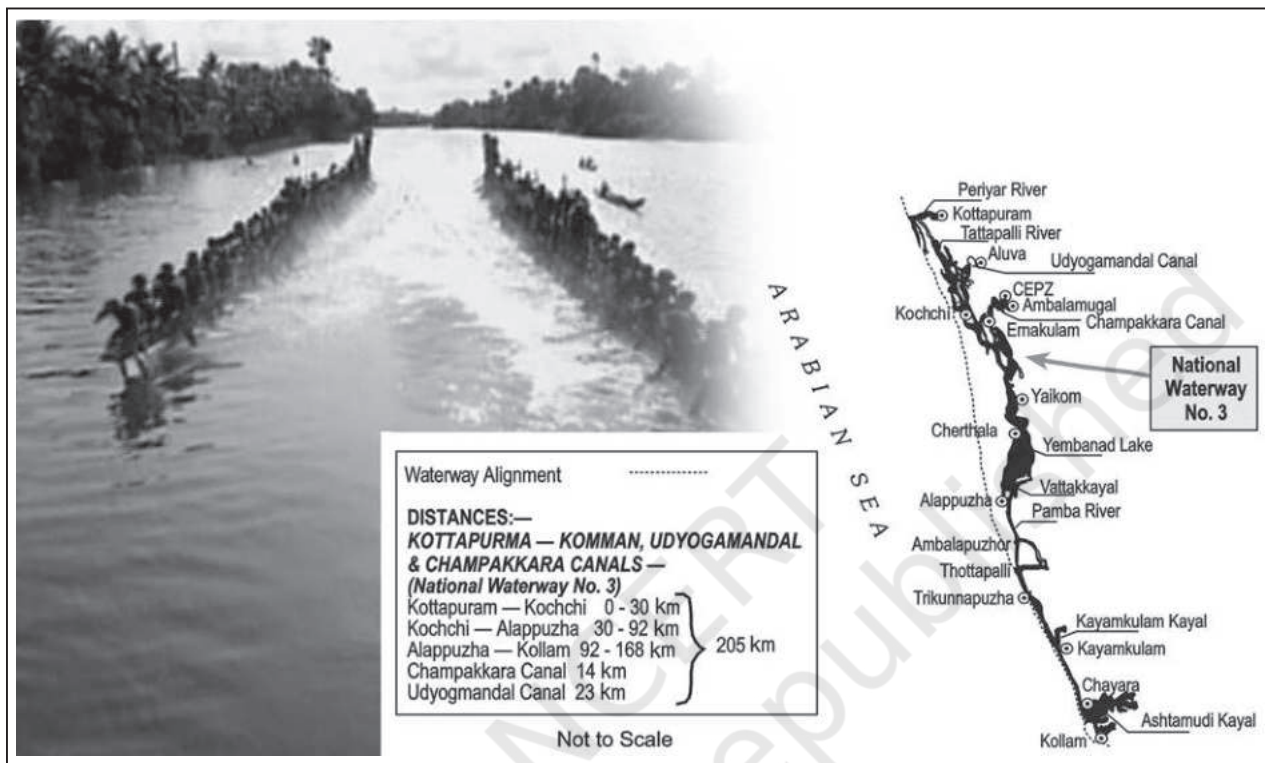 Periyar River
Kottapuram
Tattapalli River
Aluva
Udyogamandal Canal
CEPZ
Ambalamugal
Kochchi
Ernakulam
Champakkara Canal
National
Waterway
No. 3
ARABIAN SEA
Yaikom
Cherthala
Yembanad Lake
Vattakkayal
Alappuzha
Pamba River
Ambalapuzhor
Thottapalli
Trikunnapuzha
Kayamkulam Kayal
Kayamkulam
Chayara
Ashtamudi Kayal
Kollam
Waterway Alignment
DISTANCES:—
KOTTAPURMA — KOMMAN, UDYOGAMANDAL
& CHAMPAKKARA CANALS —
(National Waterway No. 3)
Kottapuram — Kochchi 0 - 30 km
Kochchi — Alappuzha 30 - 92 km
Alappuzha — Kollam 92 - 168 km
205 km
Champakkara Canal 14 km
Udyogmandal Canal 23 km
Not to Scale
NCERT
republished